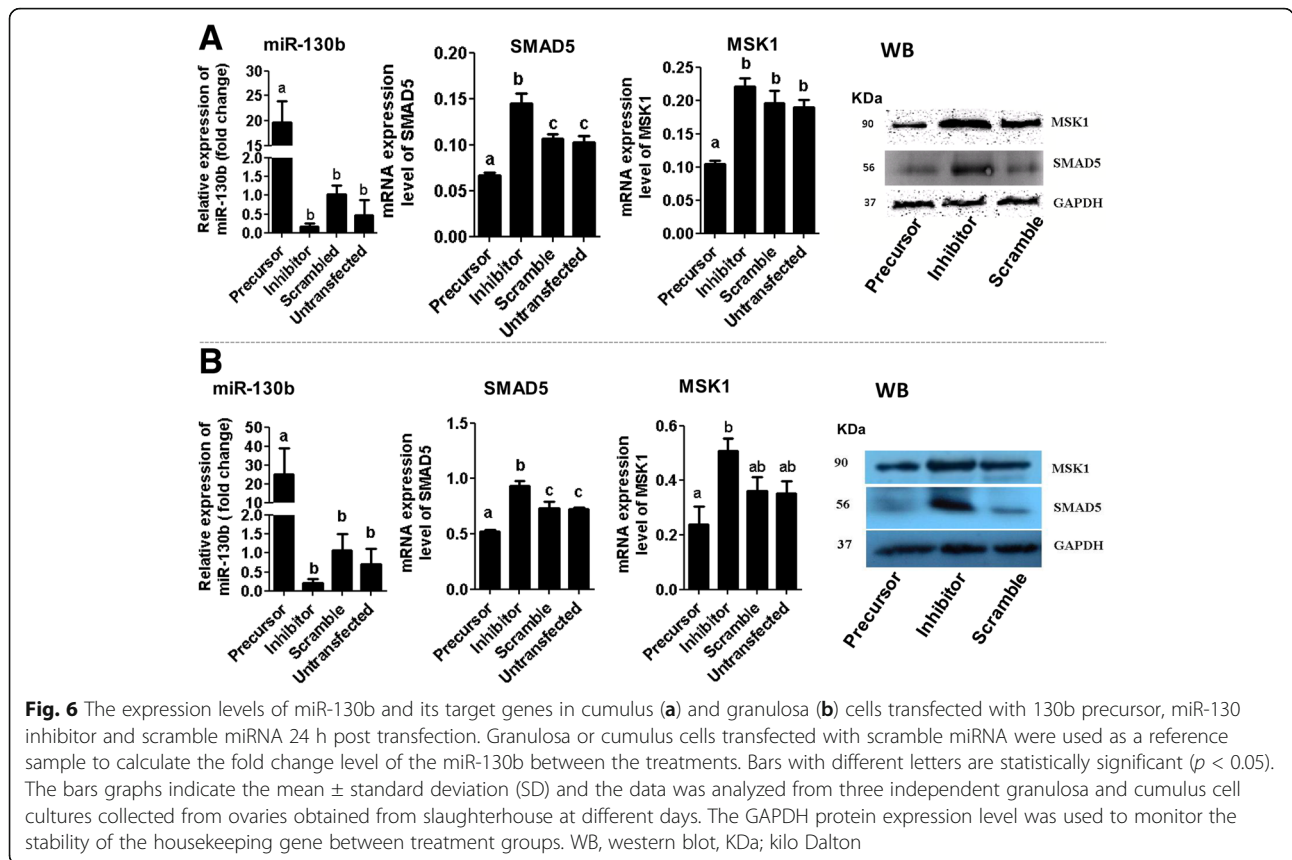 A
miR-130b
SMAD5
MSK1
WB
Relative expression of
miR-130b (fold change)
25
20
15
2.0
1.5
1.0
0.5
0.0
a
b
b
b
Precursor
Inhibitor
Scrambled
Untransfected
mRNA expression
level of SMAD5
0.20
0.15
0.10
0.05
0.00
a
b
c
c
Precursor
Inhibitor
Scramble
Untransfected
mRNA expression
level of MSK1
0.25
0.20
0.15
0.10
0.05
0.00
a
b
b
b
Precursor
Inhibitor
Scramble
Untransfected
KDa
90
MSK1
56
SMAD5
37
GAPDH
Precursor
Inhibitor
Scramble
B
miR-130b
SMAD5
MSK1
WB
Relative expression of
miR-130b ( fold change)
50
40
30
20
10
2.0
1.5
1.0
0.5
0.0
a
b
b
b
Precursor
Inhibitor
Scramble
Untransfected
mRNA expression
level of SMAD5
1.5
1.0
0.5
0.0
a
b
c
c
Precursor
Inhibitor
Scramble
Untransfected
mRNA expression
level of MSK1
0.6
0.4
0.2
0.0
a
b
ab
ab
Precursor
Inhibitor
Scramble
Untransfected
KDa
90
MSK1
56
SMAD5
37
GAPDH
Precursor
Inhibitor
Scramble
Fig. 6 The expression levels of miR-130b and its target genes in cumulus (a) and granulosa (b) cells transfected with 130b precursor, miR-130
inhibitor and scramble miRNA 24 h post transfection. Granulosa or cumulus cells transfected with scramble miRNA were used as a reference
sample to calculate the fold change level of the miR-130b between the treatments. Bars with different letters are statistically significant (p < 0.05).
The bars graphs indicate the mean ± standard deviation (SD) and the data was analyzed from three independent granulosa and cumulus cell
cultures collected from ovaries obtained from slaughterhouse at different days. The GAPDH protein expression level was used to monitor the
stability of the housekeeping gene between treatment groups. WB, western blot, KDa; kilo Dalton